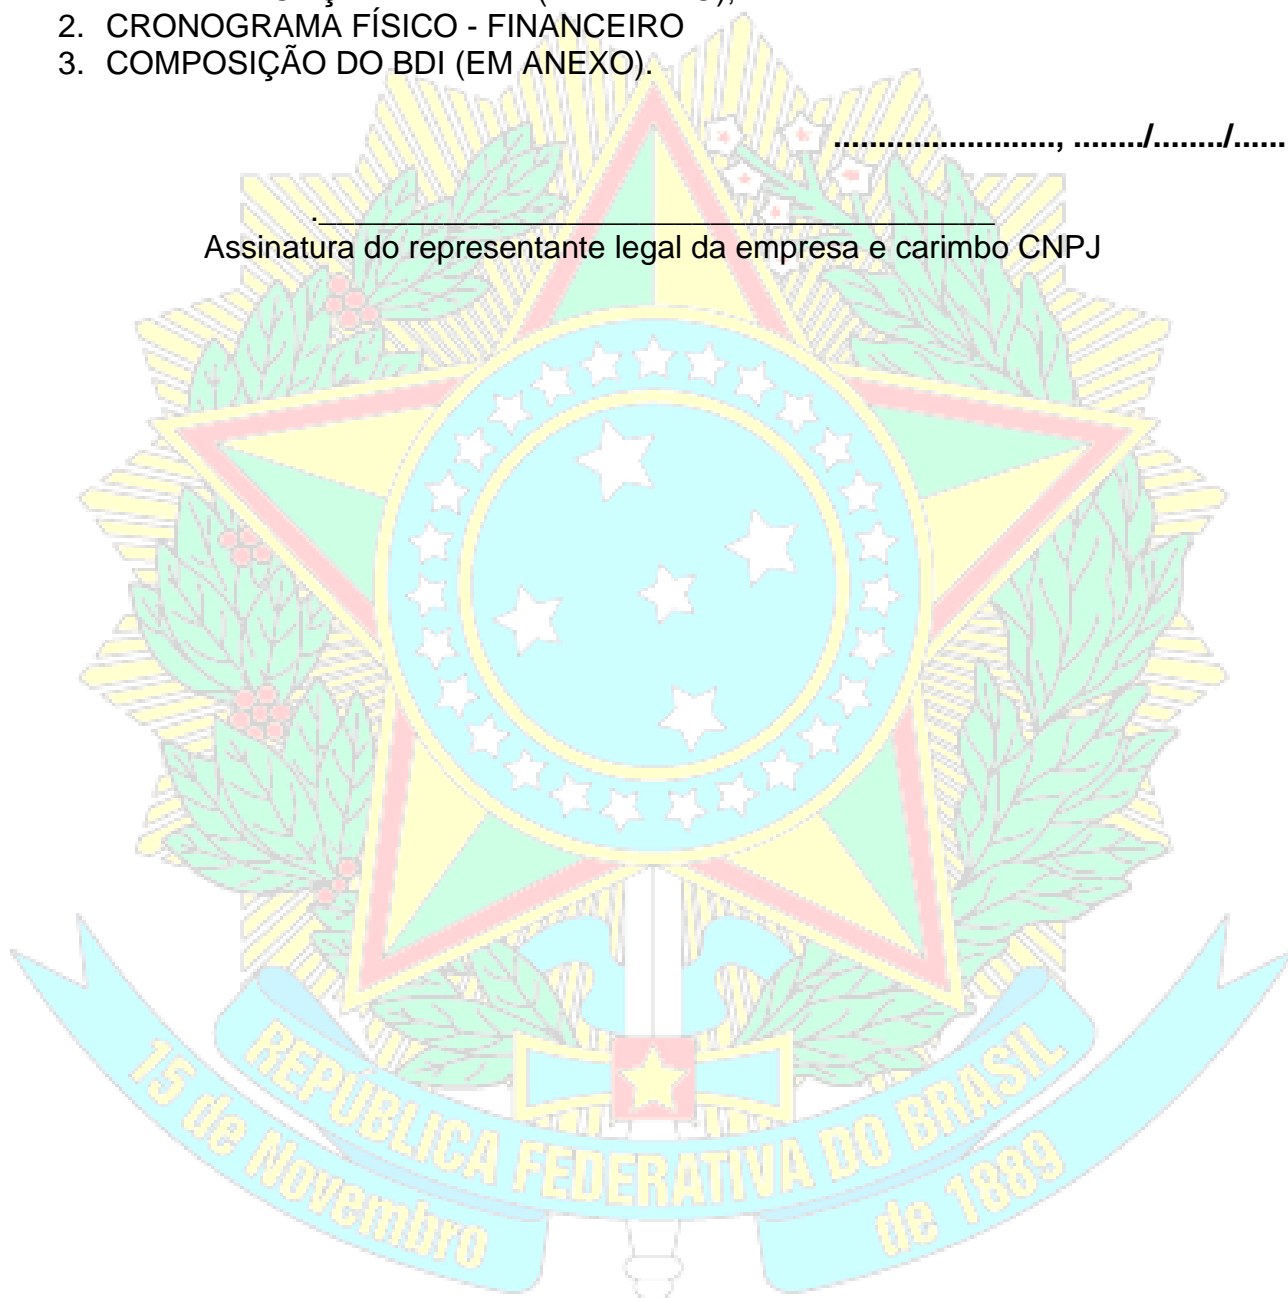 2. CRONOGRAMA FÍSICO - FINANCEIRO
3. COMPOSIÇÃO DO BDI (EM ANEXO).
........................., ......../......../......
.________________________________________
Assinatura do representante legal da empresa e carimbo CNPJ
REPÚBLICA FEDERATIVA DO BRASIL
15 de Novembro
de 1889